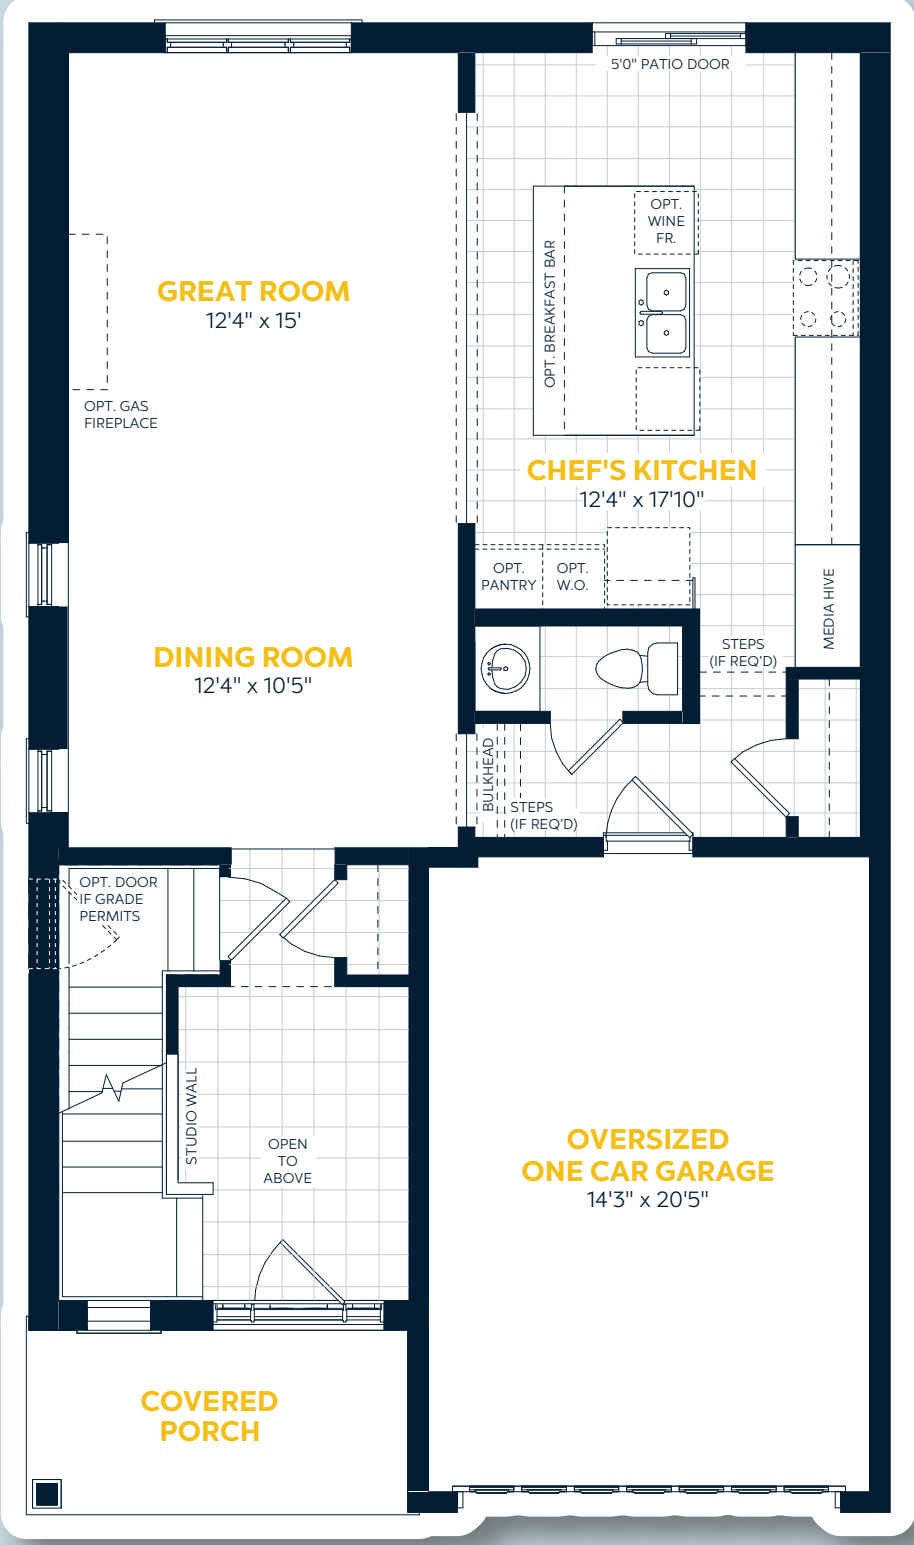 5'0" PATIO DOOR
OPT.
WINE
FR.
OPT. BREAKFAST BAR
GREAT ROOM
12'4" x 15'
OPT. GAS
FIREPLACE
CHEF'S KITCHEN
12'4" x 17'10"
OPT.
PANTRY
OPT.
W.O.
MEDIA HIVE
STEPS
(IF REQ'D)
DINING ROOM
12'4" x 10'5"
BULKHEAD
STEPS
(IF REQ'D)
OPT. DOOR
IF GRADE
PERMITS
STUDIO WALL
OPEN
TO
ABOVE
OVERSIZED
ONE CAR GARAGE
14'3" x 20'5"
COVERED
PORCH